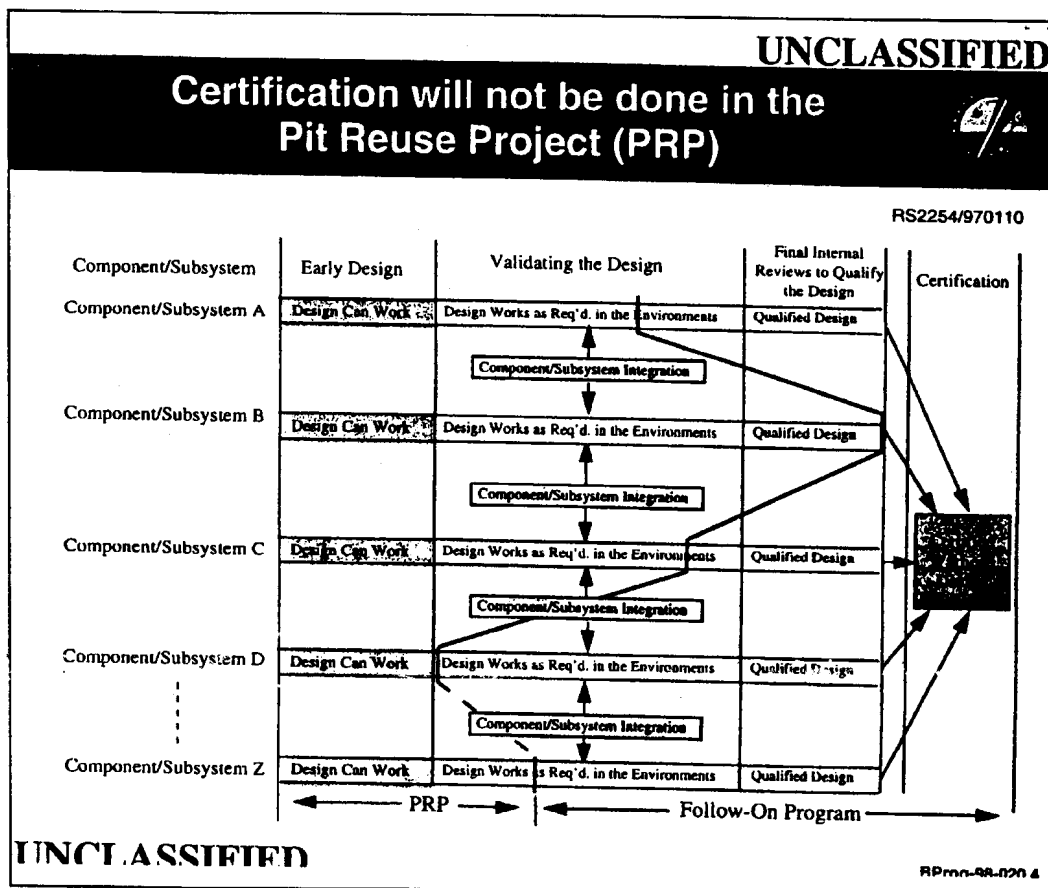 UNCLASSIFIED
Certification will not be done in the
Pit Reuse Project (PRP)
RS2254/970110
Component/Subsystem
Early Design
Validating the Design
Final Internal
Reviews to Qualify
the Design
Certification
Component/Subsystem A
Design Can Work
Design Works as Req'd. in the Environments
Qualified Design
Component/Subsystem Integration
Component/Subsystem B
Design Can Work
Design Works as Req'd. in the Environments
Qualified Design
Component/Subsystem Integration
Component/Subsystem C
Design Can Work
Design Works as Req'd. in the Environments
Qualified Design
Component/Subsystem Integration
Component/Subsystem D
Design Can Work
Design Works as Req'd. in the Environments
Qualified Design
Component/Subsystem Integration
Component/Subsystem Z
Design Can Work
Design Works as Req'd. in the Environments
Qualified Design
PRP
Follow-On Program
UNCLASSIFIED
RProg-98-020.4